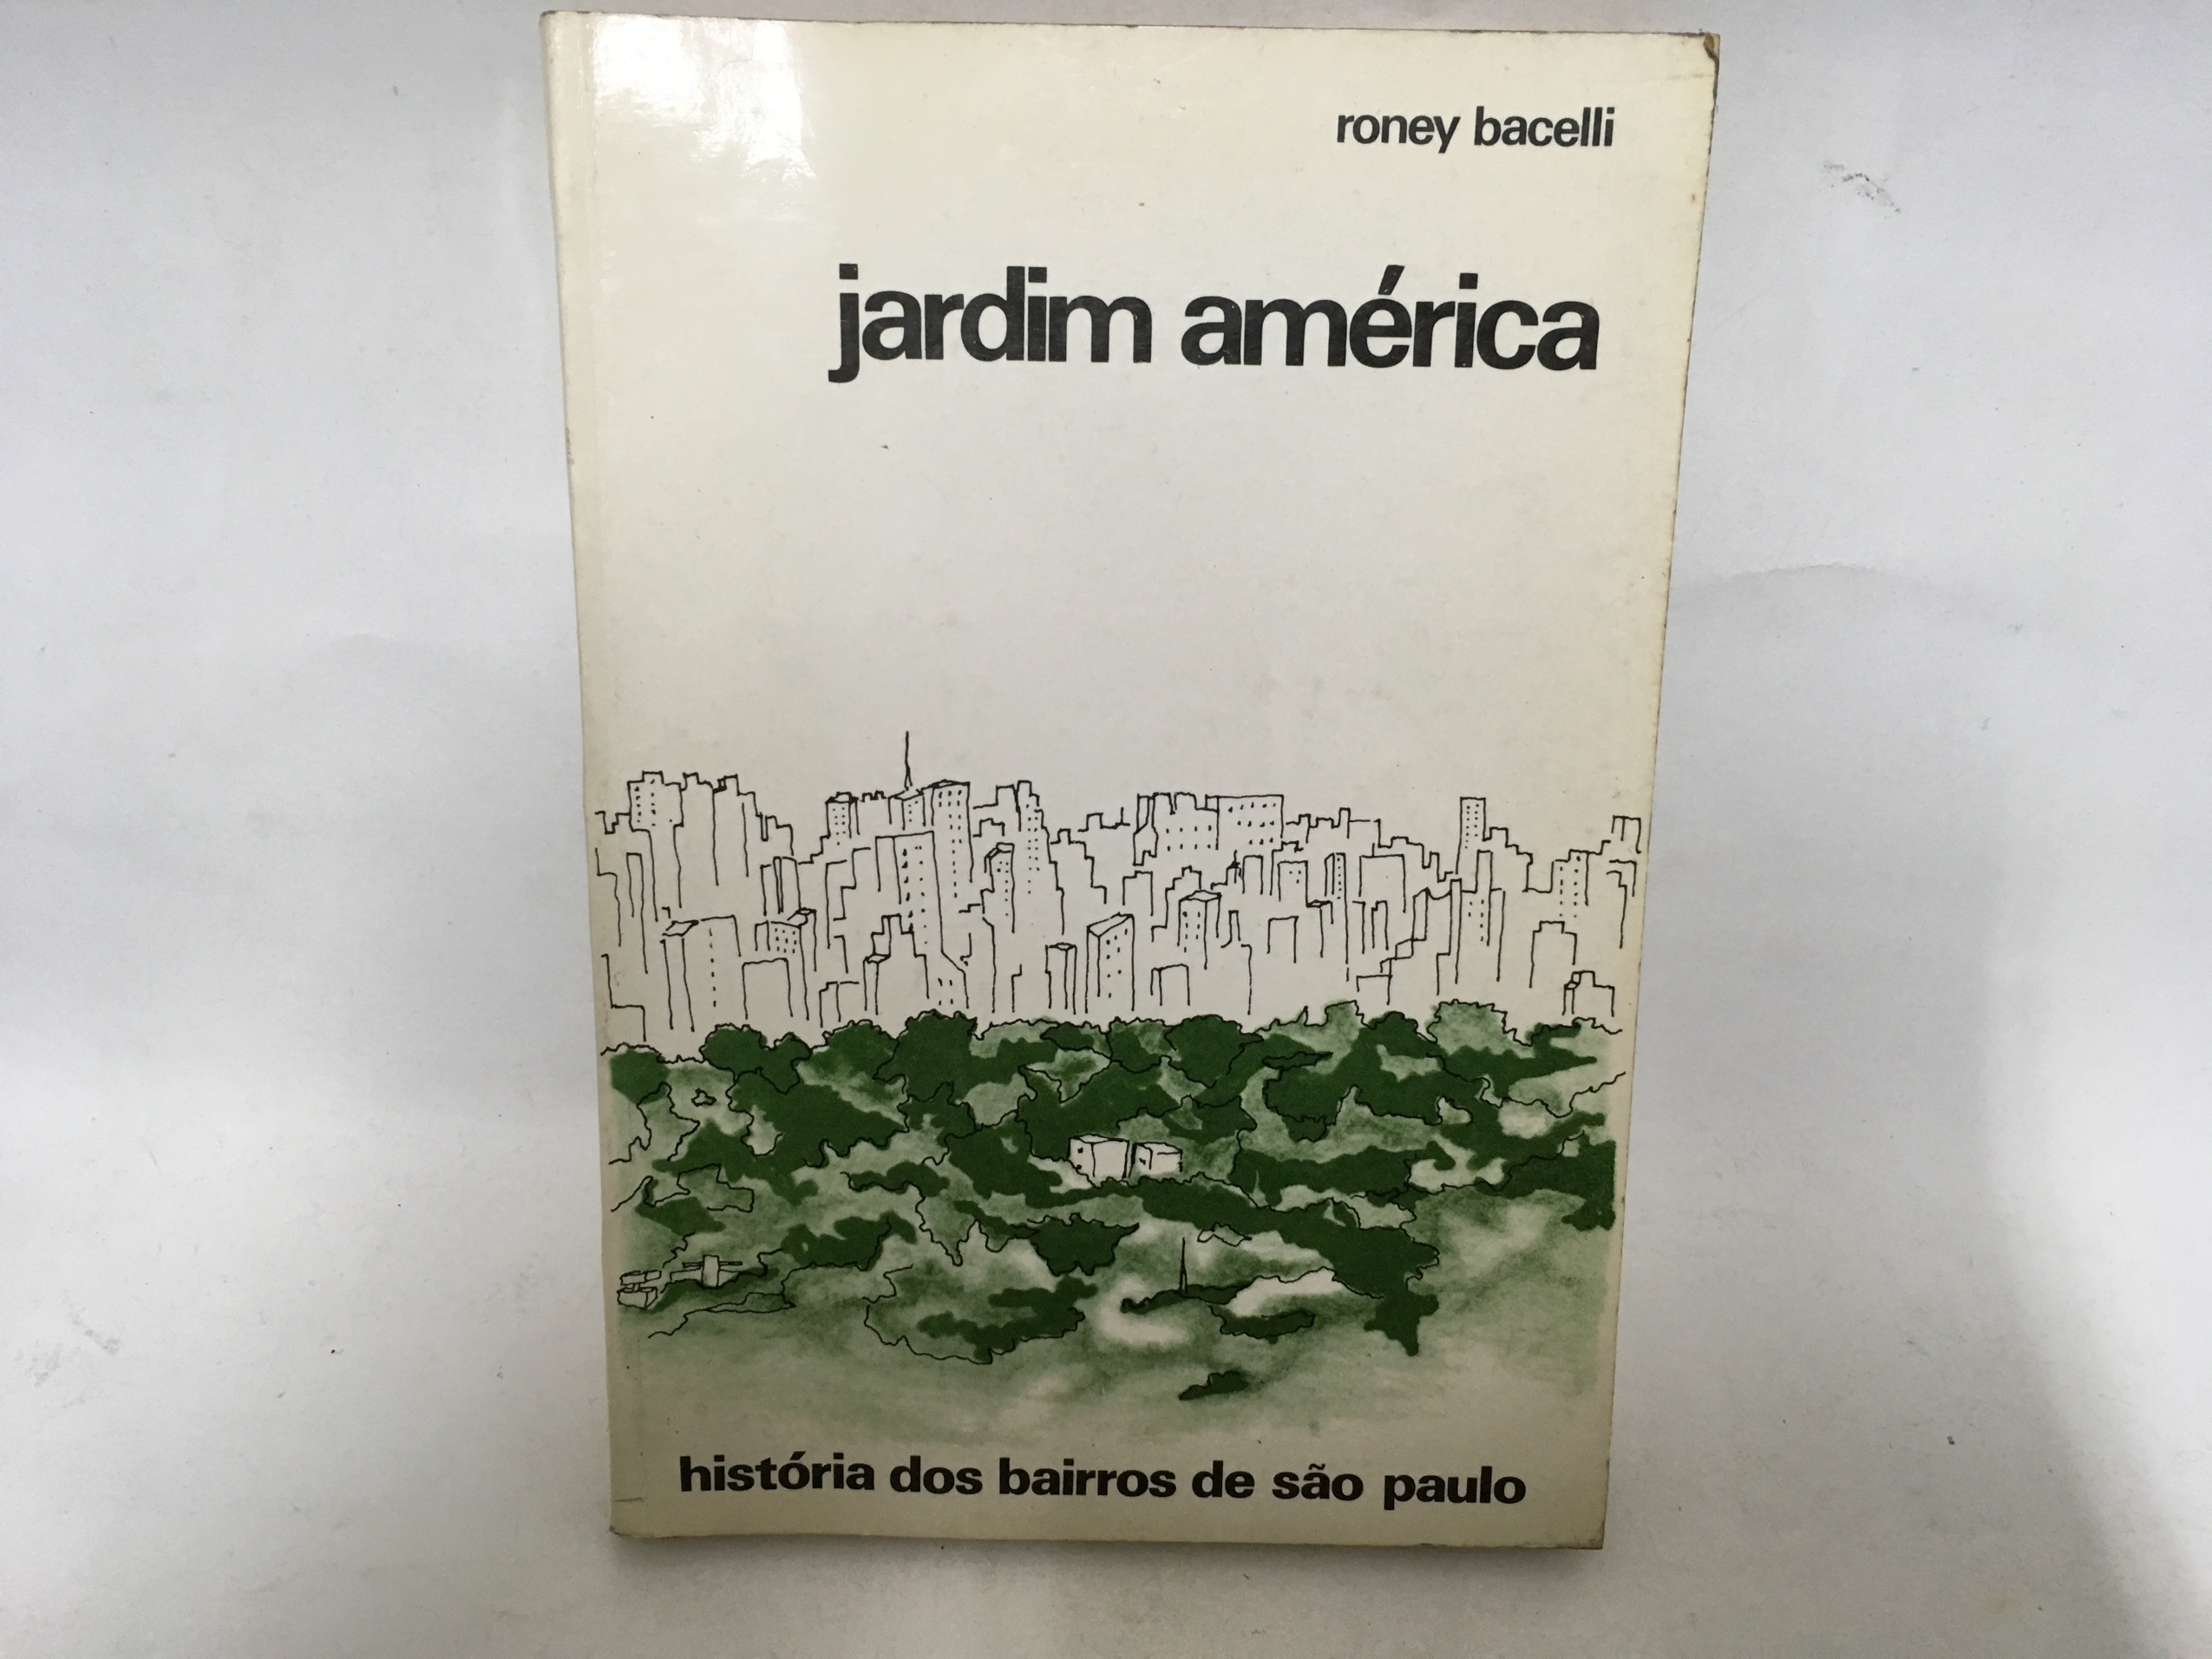 roney bacelli
jardim américa
história dos bairros de são paulo